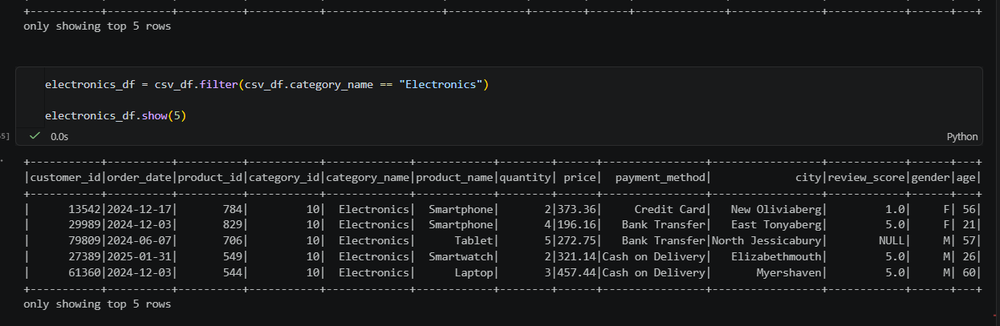 +-----------+----------+----------+-----------+-------------+------------+--------+------+----------------+-----------------+------------+------+---+
only showing top 5 rows
electronics_df = csv_df.filter(csv_df.category_name == "Electronics")
electronics_df.show(5)
5]
0.0s
Python
+-----------+----------+----------+-----------+-------------+------------+--------+------+----------------+-----------------+------------+------+---+
|customer_id|order_date|product_id|category_id|category_name|product_name|quantity| price|  payment_method|             city|review_score|gender|age|
+-----------+----------+----------+-----------+-------------+------------+--------+------+----------------+-----------------+------------+------+---+
|      13542|2024-12-17|       784|         10|  Electronics|  Smartphone|       2|373.36|     Credit Card|   New Oliviaberg|         1.0|     F| 56|
|      29989|2024-12-03|       829|         10|  Electronics|  Smartphone|       4|196.16|   Bank Transfer|   East Tonyaberg|         5.0|     F| 21|
|      79809|2024-06-07|       706|         10|  Electronics|      Tablet|       5|272.75|   Bank Transfer|North Jessicabury|        NULL|     M| 57|
|      27389|2025-01-31|       549|         10|  Electronics|  Smartwatch|       2|321.14|Cash on Delivery|   Elizabethmouth|         5.0|     M| 26|
|      61360|2024-12-03|       544|         10|  Electronics|      Laptop|       3|457.44|Cash on Delivery|       Myershaven|         5.0|     M| 60|
+-----------+----------+----------+-----------+-------------+------------+--------+------+----------------+-----------------+------------+------+---+
only showing top 5 rows